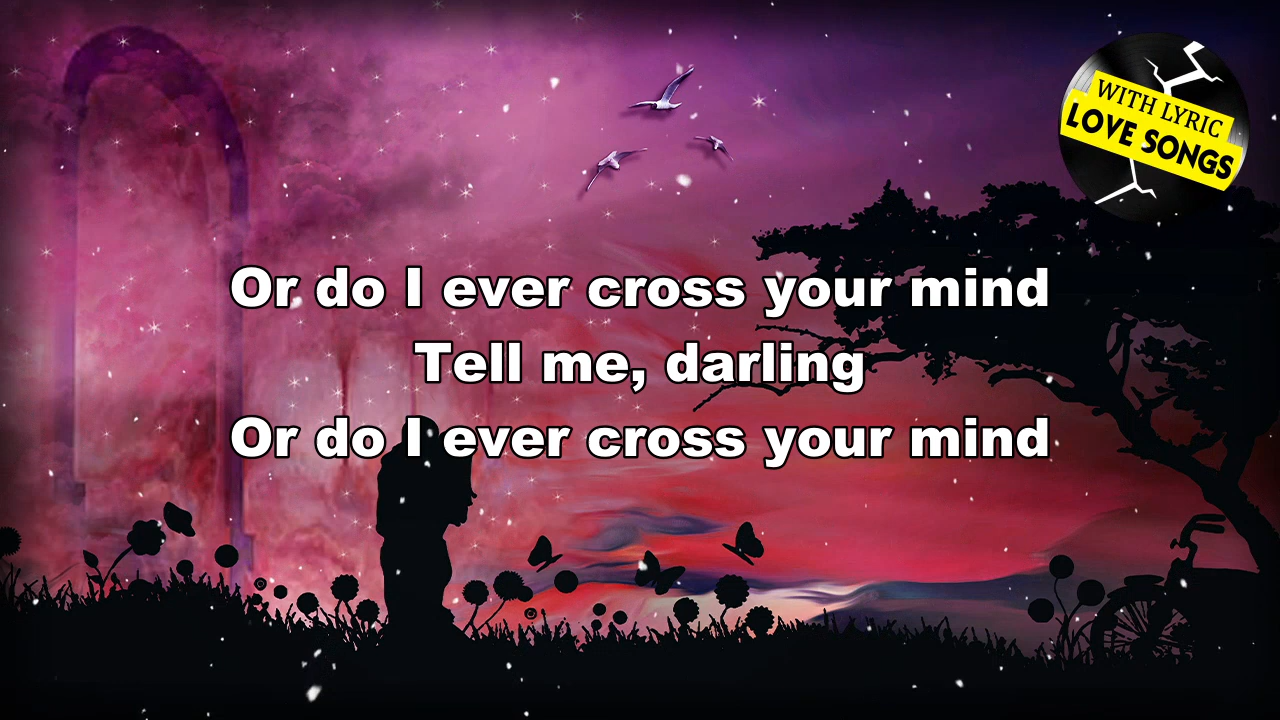 WITH LYRIC
LOVE SONGS
Or do I ever cross your mind
Tell me, darling
Or do I ever cross your mind